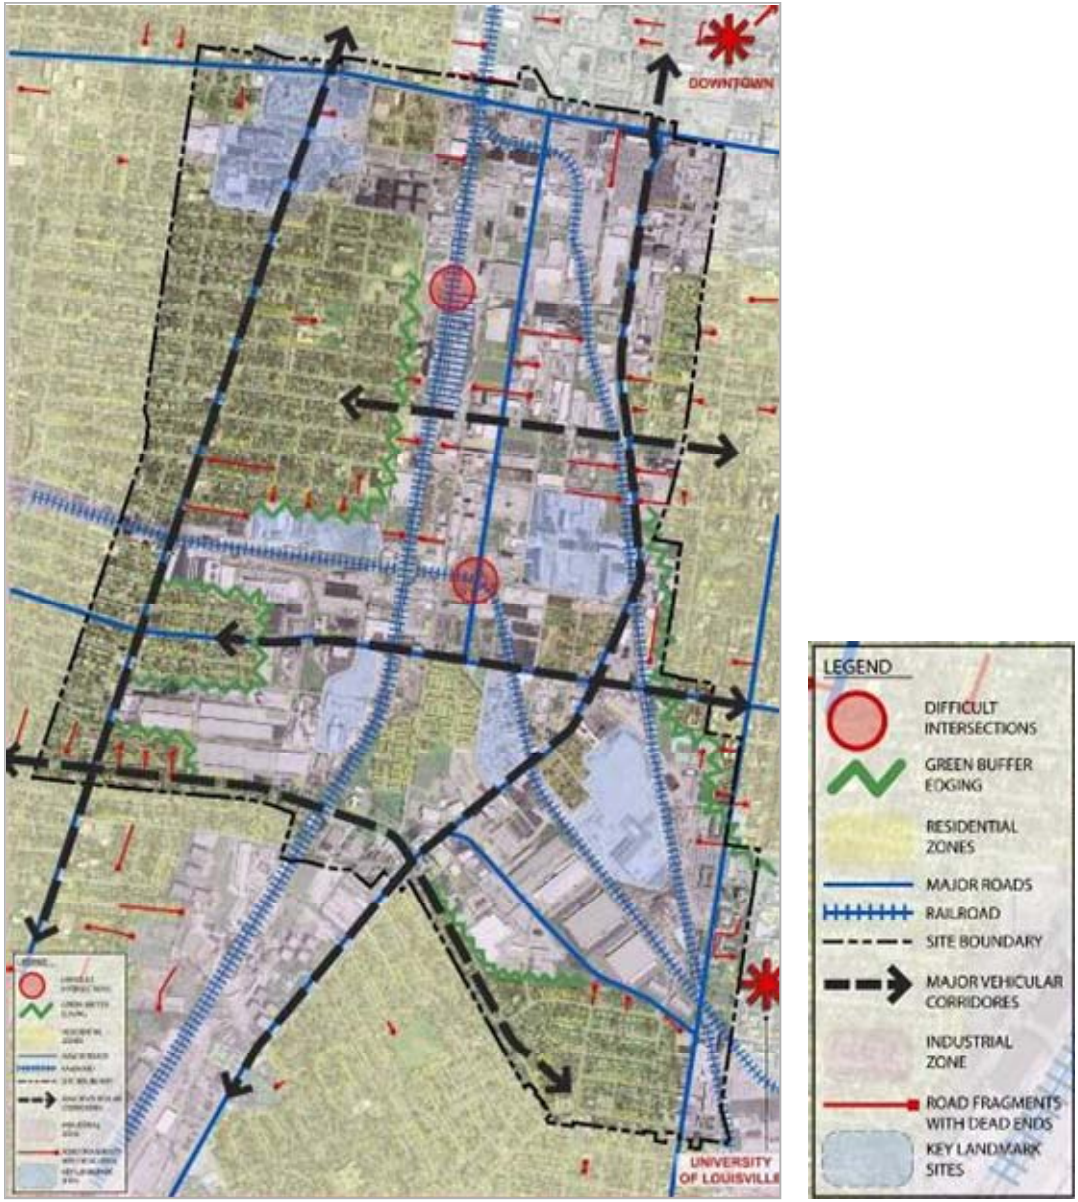 DOWNTOWN
UNIVERSITY
OF LOUISVILLE
LEGEND
DIFFICULT
INTERSECTIONS
GREEN BUFFER
EDGING
RESIDENTIAL
ZONES
MAJOR ROADS
RAILROAD
SITE BOUNDARY
MAJOR VEHICULAR
CORRIDORES
INDUSTRIAL
ZONE
ROAD FRAGMENTS
WITH DEAD ENDS
KEY LANDMARK
SITES